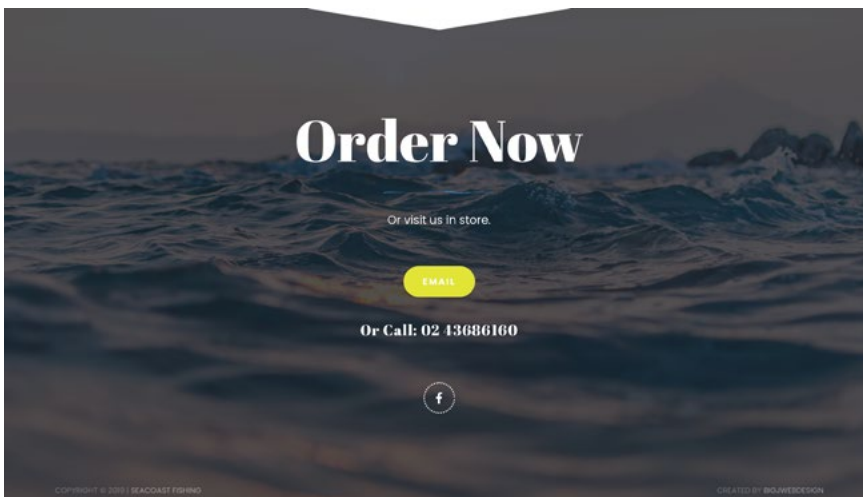 Order Now
Or visit us in store.
EMAIL
Or Call: 02 43686160
f
COPYRIGHT © 2019 | SEACOAST FISHING
CREATED BY BIOJWEBDESIGN